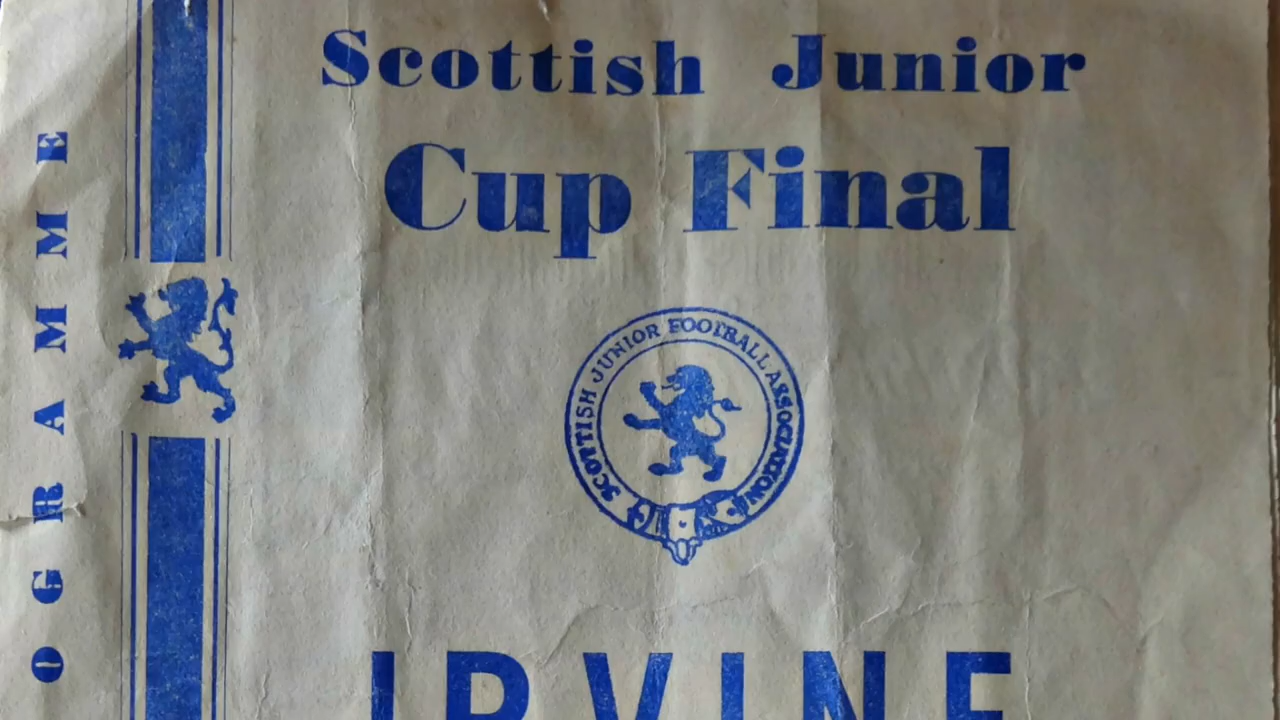 Scottish Junior
Cup Final
SCOTTISH JUNIOR FOOTBALL ASSOCIATION
IRVINE
OGRAMME